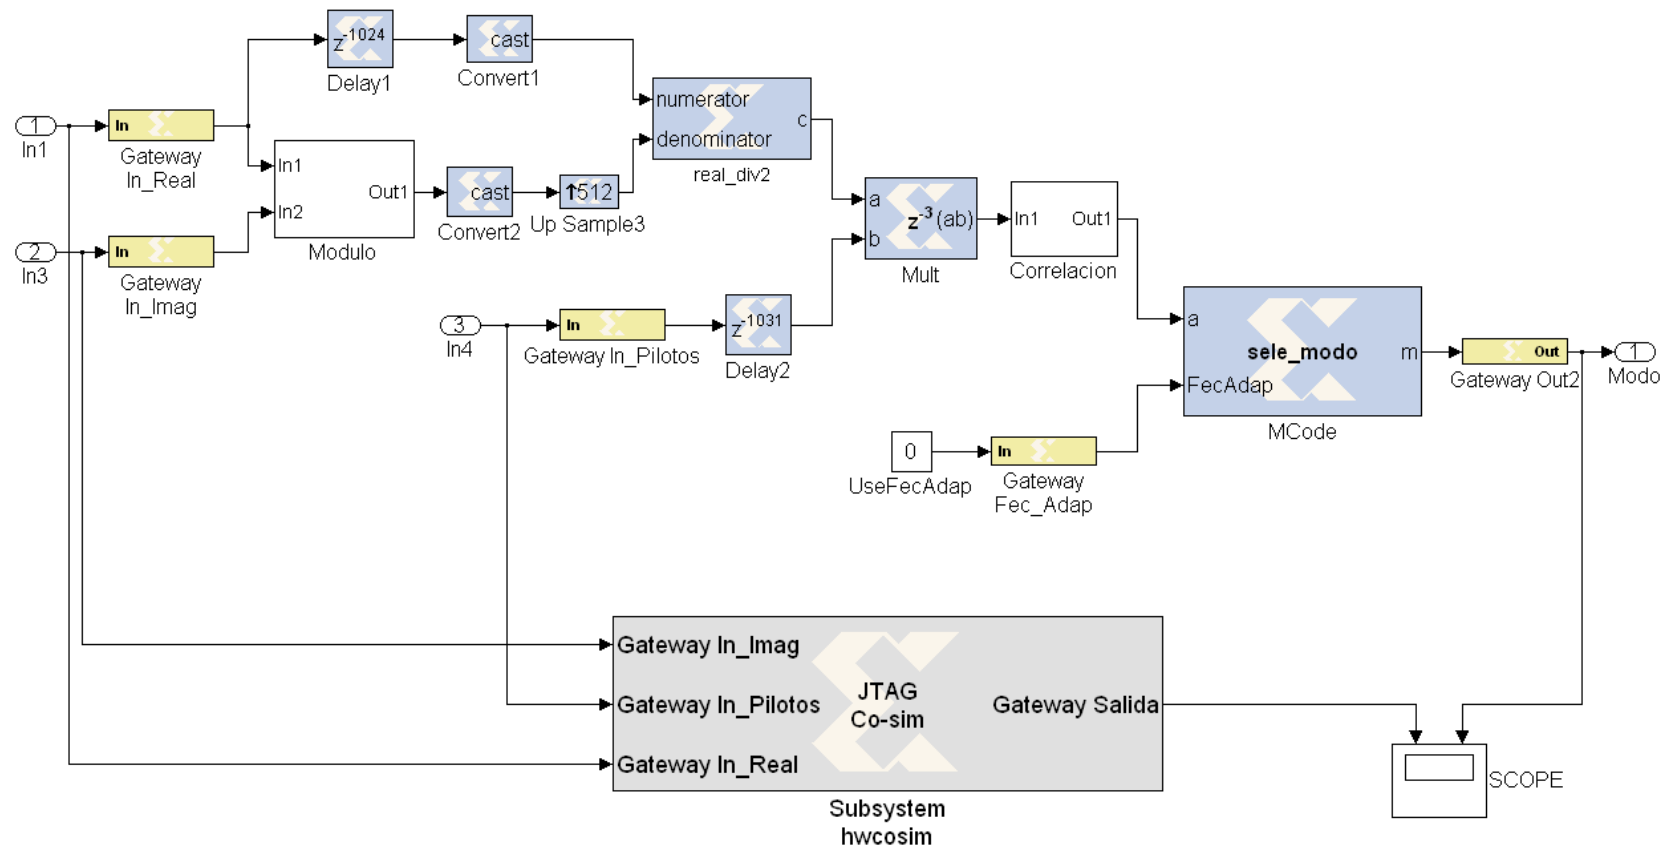 z⁻¹⁰²⁴
Delay1
cast
Convert1
1
In1
In
Gateway
In_Real
In1
In2
Out1
Modulo
cast
Convert2
↑512
Up Sample3
numerator
denominator
c
real_div2
2
In3
In
Gateway
In_Imag
3
In4
In
Gateway In_Pilotos
z⁻¹⁰³¹
Delay2
a
b
z⁻³(ab)
Mult
In1
Out1
Correlacion
a
FecAdap
sele_modo
m
MCode
Out
Gateway Out2
1
Modo
0
UseFecAdap
In
Gateway
Fec_Adap
Gateway In_Imag
Gateway In_Pilotos
Gateway In_Real
JTAG
Co-sim
Gateway Salida
Subsystem
hwcosim
SCOPE